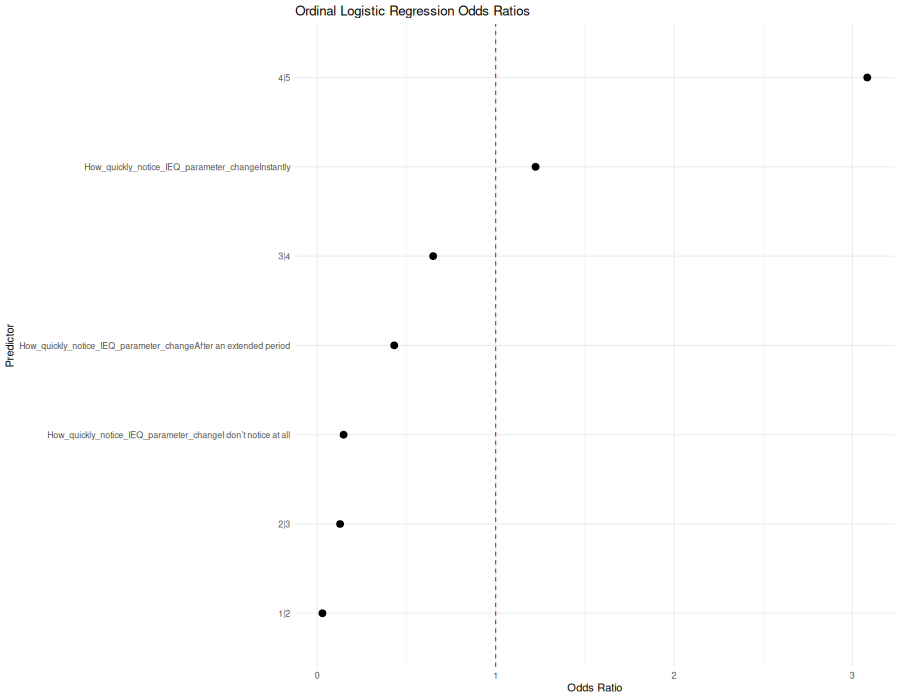 Ordinal Logistic Regression Odds Ratios
4|5
How_quickly_notice_IEQ_parameter_changeInstantly
3|4
How_quickly_notice_IEQ_parameter_changeAfter an extended period
How_quickly_notice_IEQ_parameter_changeI don't notice at all
2|3
1|2
Predictor
0 1 2 3
Odds Ratio